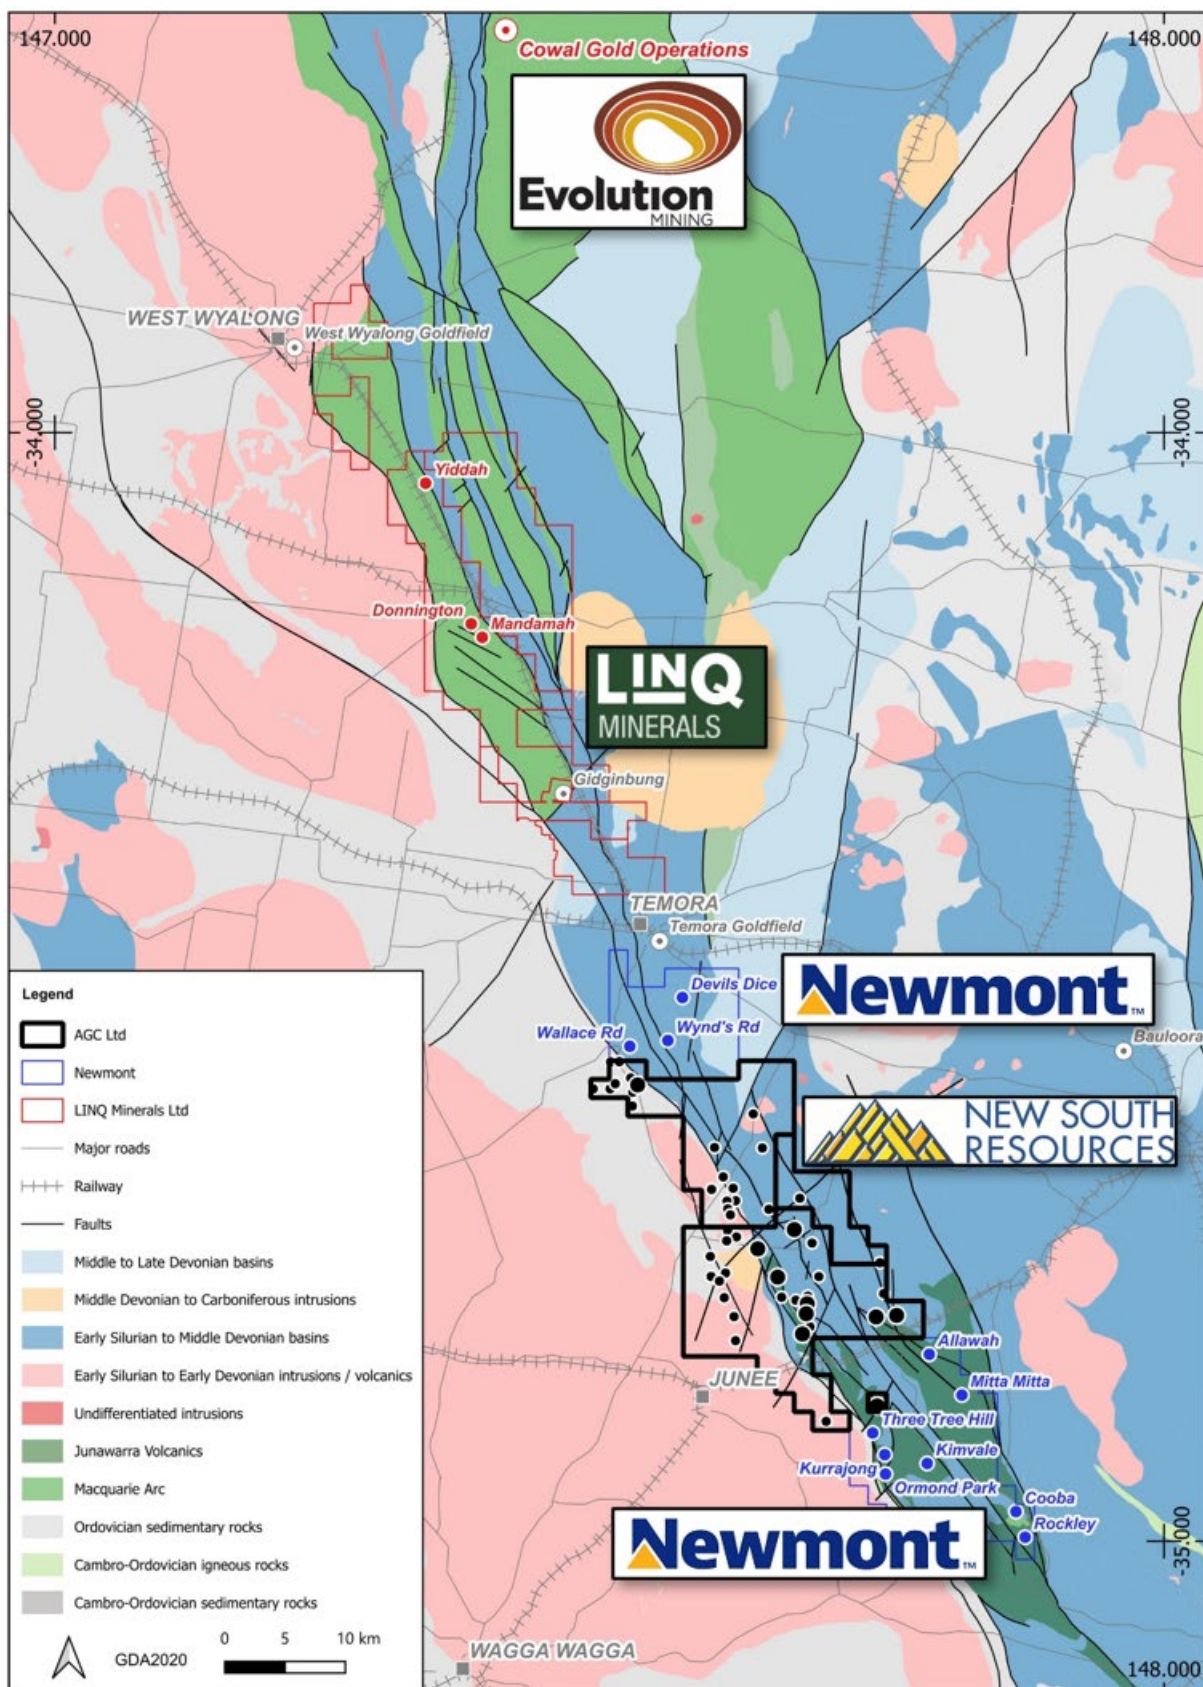 147.000
148.000
Cowal Gold Operations
Evolution
MINING
WEST WYALONG
West Wyalong Goldfield
-34.000
-34.000
Yiddah
Donnington
Mandamah
LINQ
MINERALS
Gidginbung
TEMORA
Temora Goldfield
Devils Dice
Newmont™
Wallace Rd
Wynd's Rd
Bauloora
NEW SOUTH
RESOURCES
Allawah
JUNEE
Mitta Mitta
Three Tree Hill
Kurrajong
Kimvale
Ormond Park
Cooba
Rockley
Newmont™
-35.000
WAGGA WAGGA
148.000
Legend
AGC Ltd
Newmont
LINQ Minerals Ltd
Major roads
Railway
Faults
Middle to Late Devonian basins
Middle Devonian to Carboniferous intrusions
Early Silurian to Middle Devonian basins
Early Silurian to Early Devonian intrusions / volcanics
Undifferentiated intrusions
Junawarra Volcanics
Macquarie Arc
Ordovician sedimentary rocks
Cambro-Ordovician igneous rocks
Cambro-Ordovician sedimentary rocks
GDA2020
0 5 10 km